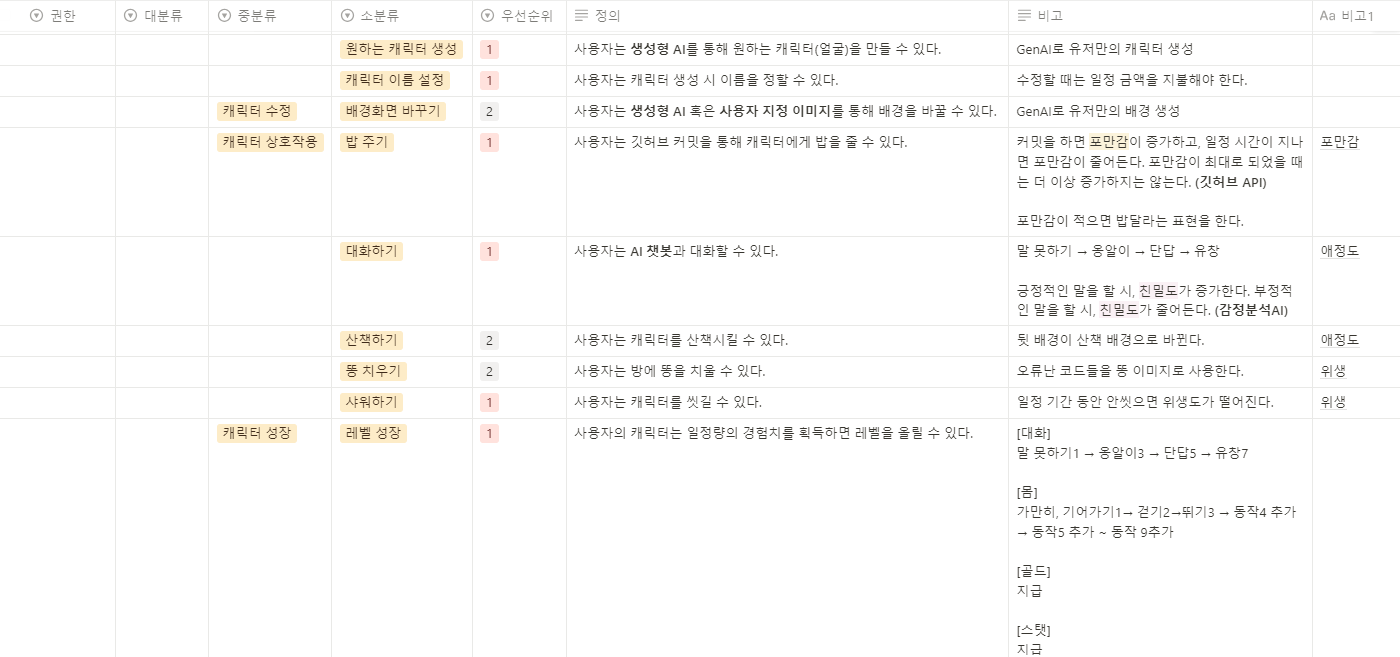 권한 대분류 중분류 소분류 우선순위 정의 비고 Aa 비고1
원하는 캐릭터 생성 1 사용자는 생성형 AI를 통해 원하는 캐릭터(얼굴)을 만들 수 있다. GenAI로 유저만의 캐릭터 생성
캐릭터 이름 설정 1 사용자는 캐릭터 생성 시 이름을 정할 수 있다. 수정할 때는 일정 금액을 지불해야 한다.
캐릭터 수정 배경화면 바꾸기 2 사용자는 생성형 AI 혹은 사용자 지정 이미지를 통해 배경을 바꿀 수 있다. GenAI로 유저만의 배경 생성
캐릭터 상호작용 밥 주기 1 사용자는 깃허브 커밋을 통해 캐릭터에게 밥을 줄 수 있다. 커밋을 하면 포만감이 증가하고, 일정 시간이 지나 포만감
면 포만감이 줄어든다. 포만감이 최대로 되었을 때
는 더 이상 증가하지는 않는다. (깃허브 API)
포만감이 적으면 밥달라는 표현을 한다.
대화하기 1 사용자는 AI 챗봇과 대화할 수 있다. 말 못하기 → 옹알이 → 단답 → 유창 애정도
긍정적인 말을 할 시, 친밀도가 증가한다. 부정적
인 말을 할 시, 친밀도가 줄어든다. (감정분석AI)
산책하기 2 사용자는 캐릭터를 산책시킬 수 있다. 뒷 배경이 산책 배경으로 바뀐다. 애정도
똥 치우기 2 사용자는 방에 똥을 치울 수 있다. 오류난 코드들을 똥 이미지로 사용한다. 위생
샤워하기 1 사용자는 캐릭터를 씻길 수 있다. 일정 기간 동안 안씻으면 위생도가 떨어진다. 위생
캐릭터 성장 레벨 성장 1 사용자의 캐릭터는 일정량의 경험치를 획득하면 레벨을 올릴 수 있다. [대화]
말 못하기1 → 옹알이3 → 단답5 → 유창7
[몸]
가만히, 기어가기1→ 걷기2→뛰기3 → 동작4 추가
→ 동작5 추가 ~ 동작 9추가
[골드]
지급
[스탯]
지급